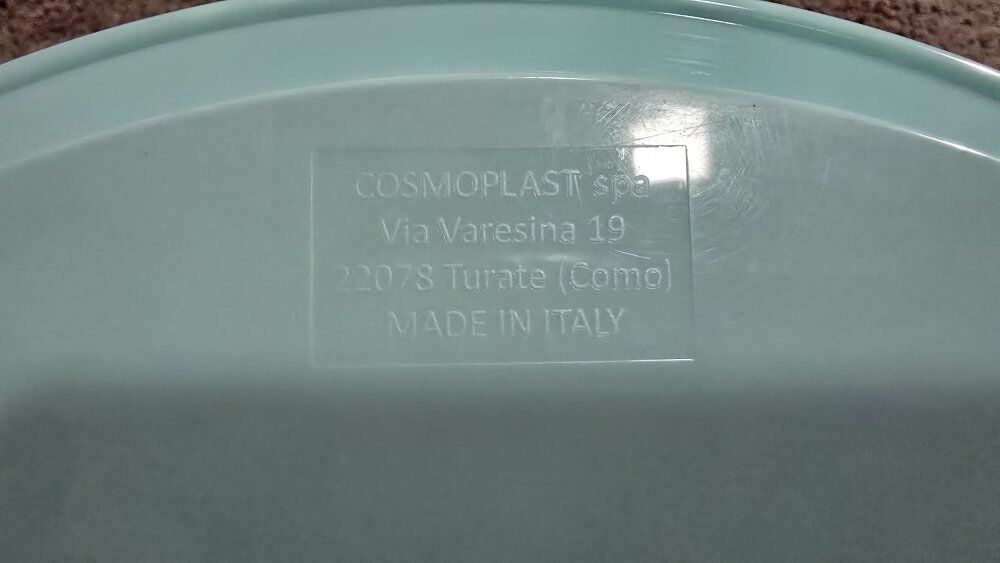 COSMOPLAST spa
Via Varesina 19
22078 Turate (Como)
MADE IN ITALY